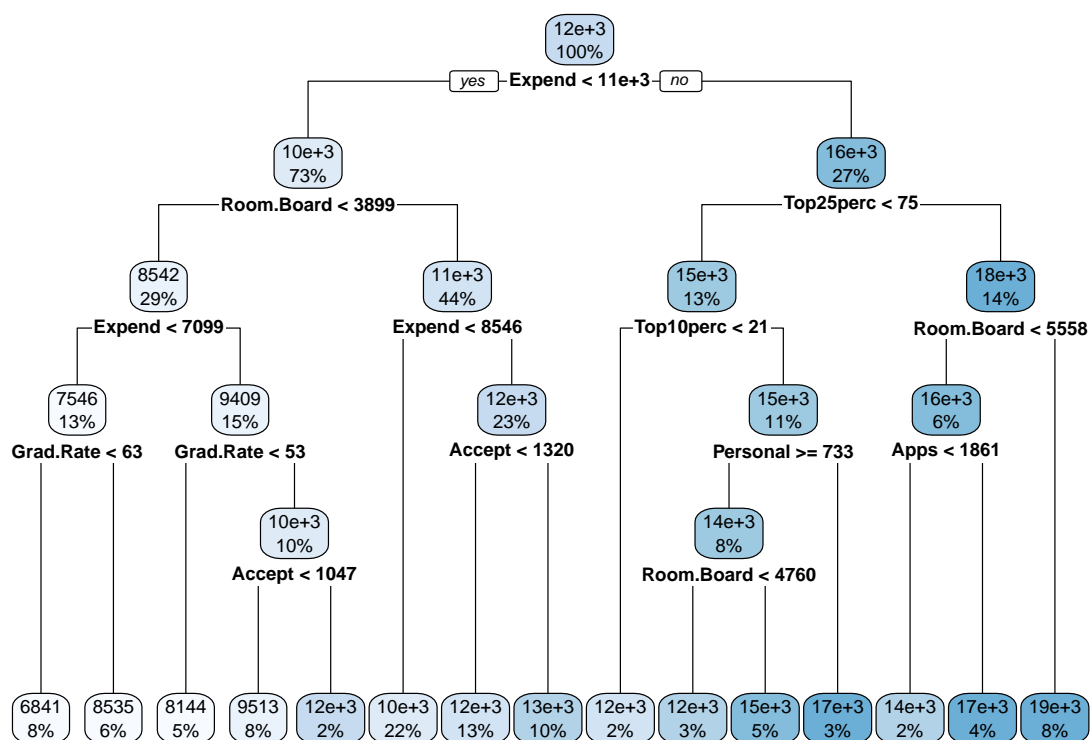 12e+3
100%
yes Expend < 11e+3 no
10e+3
73%
16e+3
27%
Room.Board < 3899
Top25perc < 75
8542
29%
11e+3
44%
15e+3
13%
18e+3
14%
Expend < 7099
Expend < 8546
Top10perc < 21
Room.Board < 5558
7546
13%
9409
15%
12e+3
23%
15e+3
11%
16e+3
6%
Grad.Rate < 63
Grad.Rate < 53
Accept < 1320
Personal >= 733
Apps < 1861
10e+3
10%
14e+3
8%
Accept < 1047
Room.Board < 4760
6841
8%
8535
6%
8144
5%
9513
8%
12e+3
2%
10e+3
22%
12e+3
13%
13e+3
10%
12e+3
2%
12e+3
3%
15e+3
5%
17e+3
3%
14e+3
2%
17e+3
4%
19e+3
8%